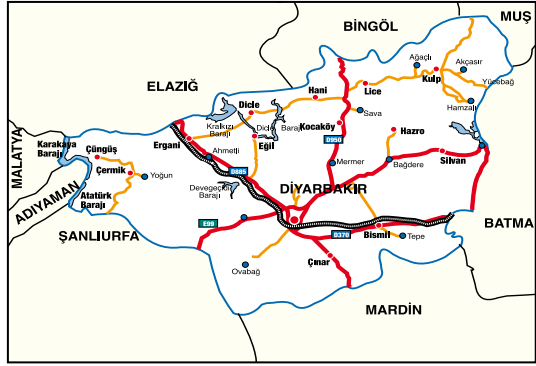 BİNGÖL
MUŞ
ELAZIĞ
Ağaçlı
Akçasır
Kulp
Yücebağ
Lice
Hani
Hamzalı
Dicle
Sava
Kralkızı
Barajı
Dicle
Barajı
Kocaköy
Hazro
MALATYA
Karakaya
Barajı
Çüngüş
Ergani
Eğil
D950
Ahmetli
Silvan
Mermer
Bağdere
Çermik
Yoğun
D885
ADIYAMAN
Devegeçidi
Barajı
DİYARBAKIR
Atatürk
Barajı
E99
BATMA
ŞANLIURFA
D370
Bismil
Tepe
Ovabağ
Çınar
MARDİN